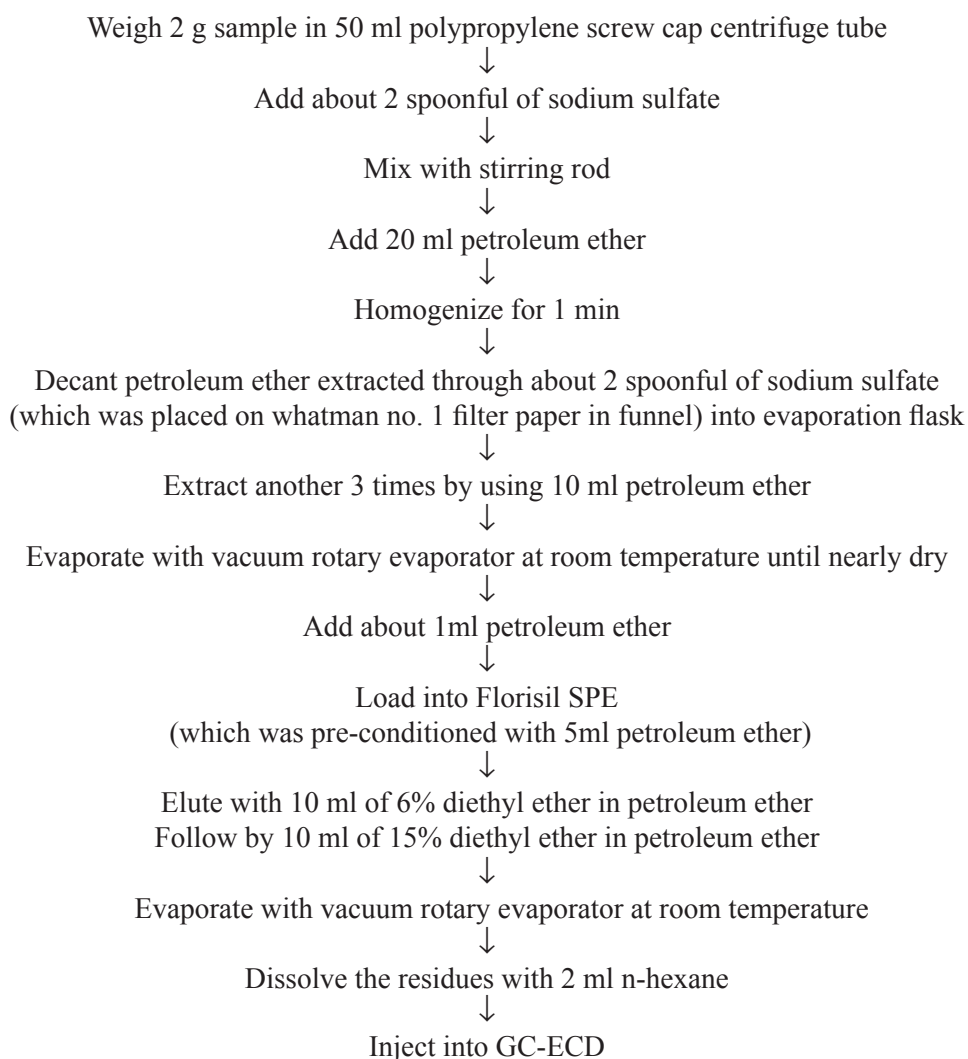 Weigh 2 g sample in 50 ml polypropylene screw cap centrifuge tube
↓
Add about 2 spoonful of sodium sulfate
↓
Mix with stirring rod
↓
Add 20 ml petroleum ether
↓
Homogenize for 1 min
↓
Decant petroleum ether extracted through about 2 spoonful of sodium sulfate
(which was placed on whatman no. 1 filter paper in funnel) into evaporation flask
↓
Extract another 3 times by using 10 ml petroleum ether
↓
Evaporate with vacuum rotary evaporator at room temperature until nearly dry
↓
Add about 1ml petroleum ether
↓
Load into Florisil SPE
(which was pre-conditioned with 5ml petroleum ether)
↓
Elute with 10 ml of 6% diethyl ether in petroleum ether
Follow by 10 ml of 15% diethyl ether in petroleum ether
↓
Evaporate with vacuum rotary evaporator at room temperature
↓
Dissolve the residues with 2 ml n-hexane
↓
Inject into GC-ECD